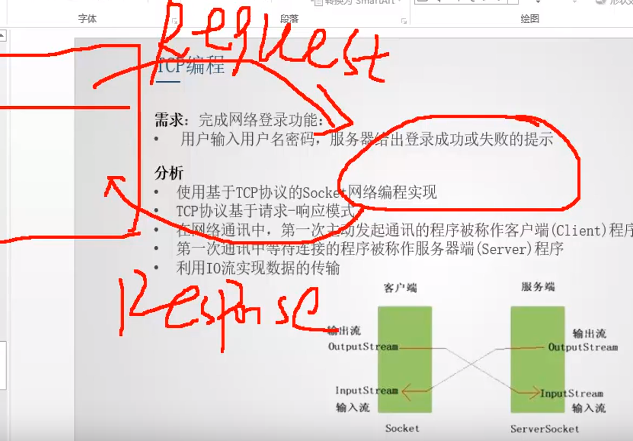 转换为 SmartArt
字体
段落
绘图
Request
TCP编程
需求：完成网络登录功能：
• 用户输入用户名密码，服务器给出登录成功或失败的提示
分析
• 使用基于TCP协议的Socket网络编程实现
• TCP协议基于请求-响应模式
• 在网络通讯中，第一次主动发起通讯的程序被称作客户端(Client)程序
• 第一次通讯中等待连接的程序被称作服务器端(Server)程序
• 利用IO流实现数据的传输
Response
客户端 服务端
输出流 输出流
OutputStream OutputStream
InputStream InputStream
输入流 输入流
Socket ServerSocket